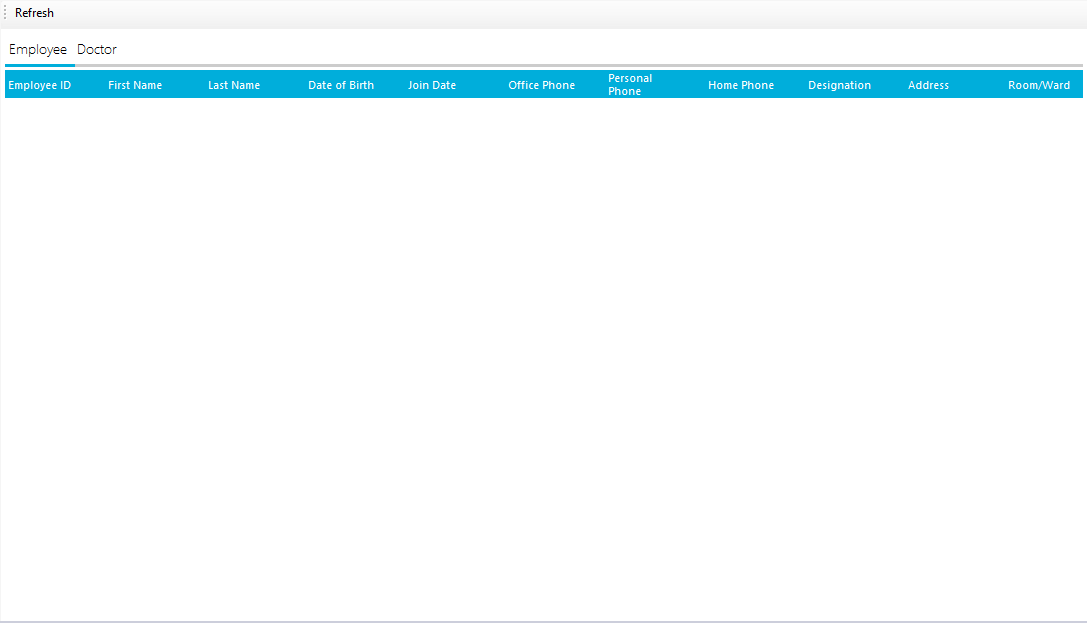 Refresh
Employee Doctor
Employee ID First Name Last Name Date of Birth Join Date Office Phone Personal Phone Home Phone Designation Address Room/Ward